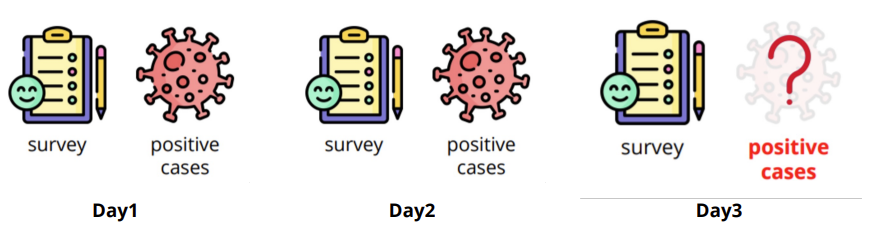 survey
positive
cases
survey
positive
cases
?
survey
positive
cases
Day1
Day2
Day3